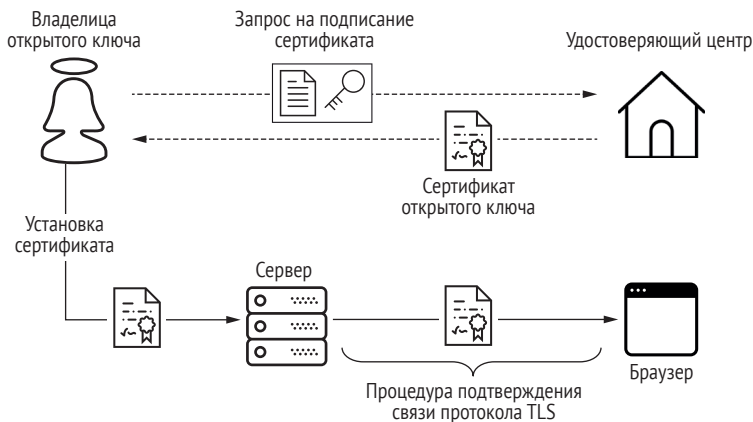 Владелица
открытого ключа
Запрос на подписание
сертификата
Удостоверяющий центр
Сертификат
открытого ключа
Установка
сертификата
Сервер
Браузер
Процедура подтверждения
связи протокола TLS